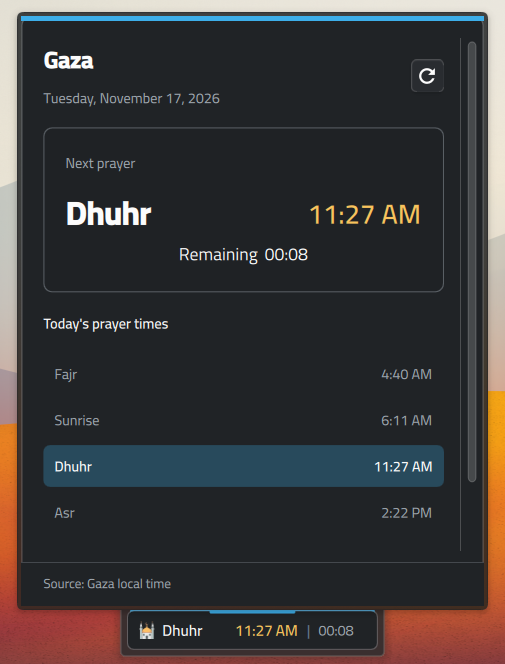 Gaza
Tuesday, November 17, 2026
Next prayer
Dhuhr 11:27 AM
Remaining 00:08
Today's prayer times
Fajr 4:40 AM
Sunrise 6:11 AM
Dhuhr 11:27 AM
Asr 2:22 PM
Source: Gaza local time
Dhuhr 11:27 AM | 00:08